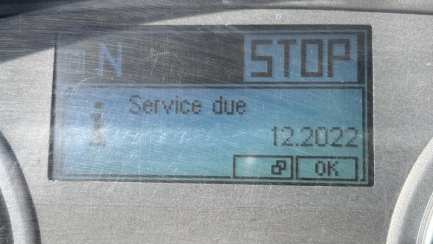 N STOP
Service due
12.2022
OK